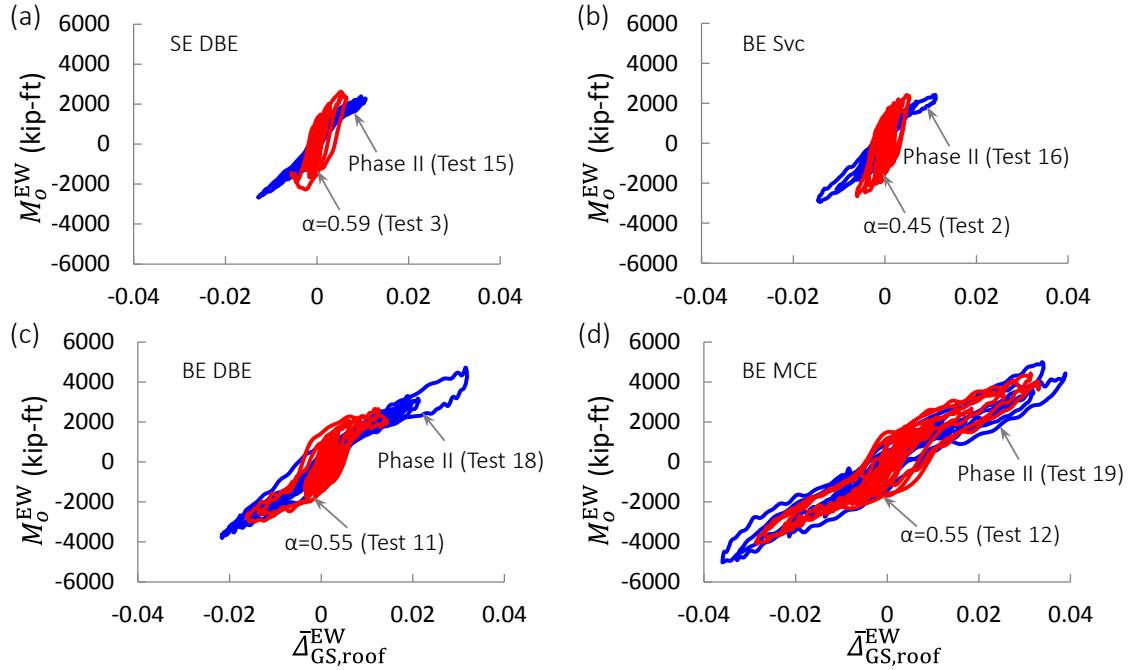 (a)
SE DBE
6000
4000
2000
0
-2000
-4000
-6000
M_o^EW (kip-ft)
Phase II (Test 15)
α=0.59 (Test 3)
-0.04
-0.02
0
0.02
0.04
(b)
BE Svc
6000
4000
2000
0
-2000
-4000
-6000
M_o^EW (kip-ft)
Phase II (Test 16)
α=0.45 (Test 2)
-0.04
-0.02
0
0.02
0.04
(c)
BE DBE
6000
4000
2000
0
-2000
-4000
-6000
M_o^EW (kip-ft)
Phase II (Test 18)
α=0.55 (Test 11)
-0.04
-0.02
0
0.02
0.04
Δ̄_GS,roof^EW
(d)
BE MCE
6000
4000
2000
0
-2000
-4000
-6000
M_o^EW (kip-ft)
Phase II (Test 19)
α=0.55 (Test 12)
-0.04
-0.02
0
0.02
0.04
Δ̄_GS,roof^EW